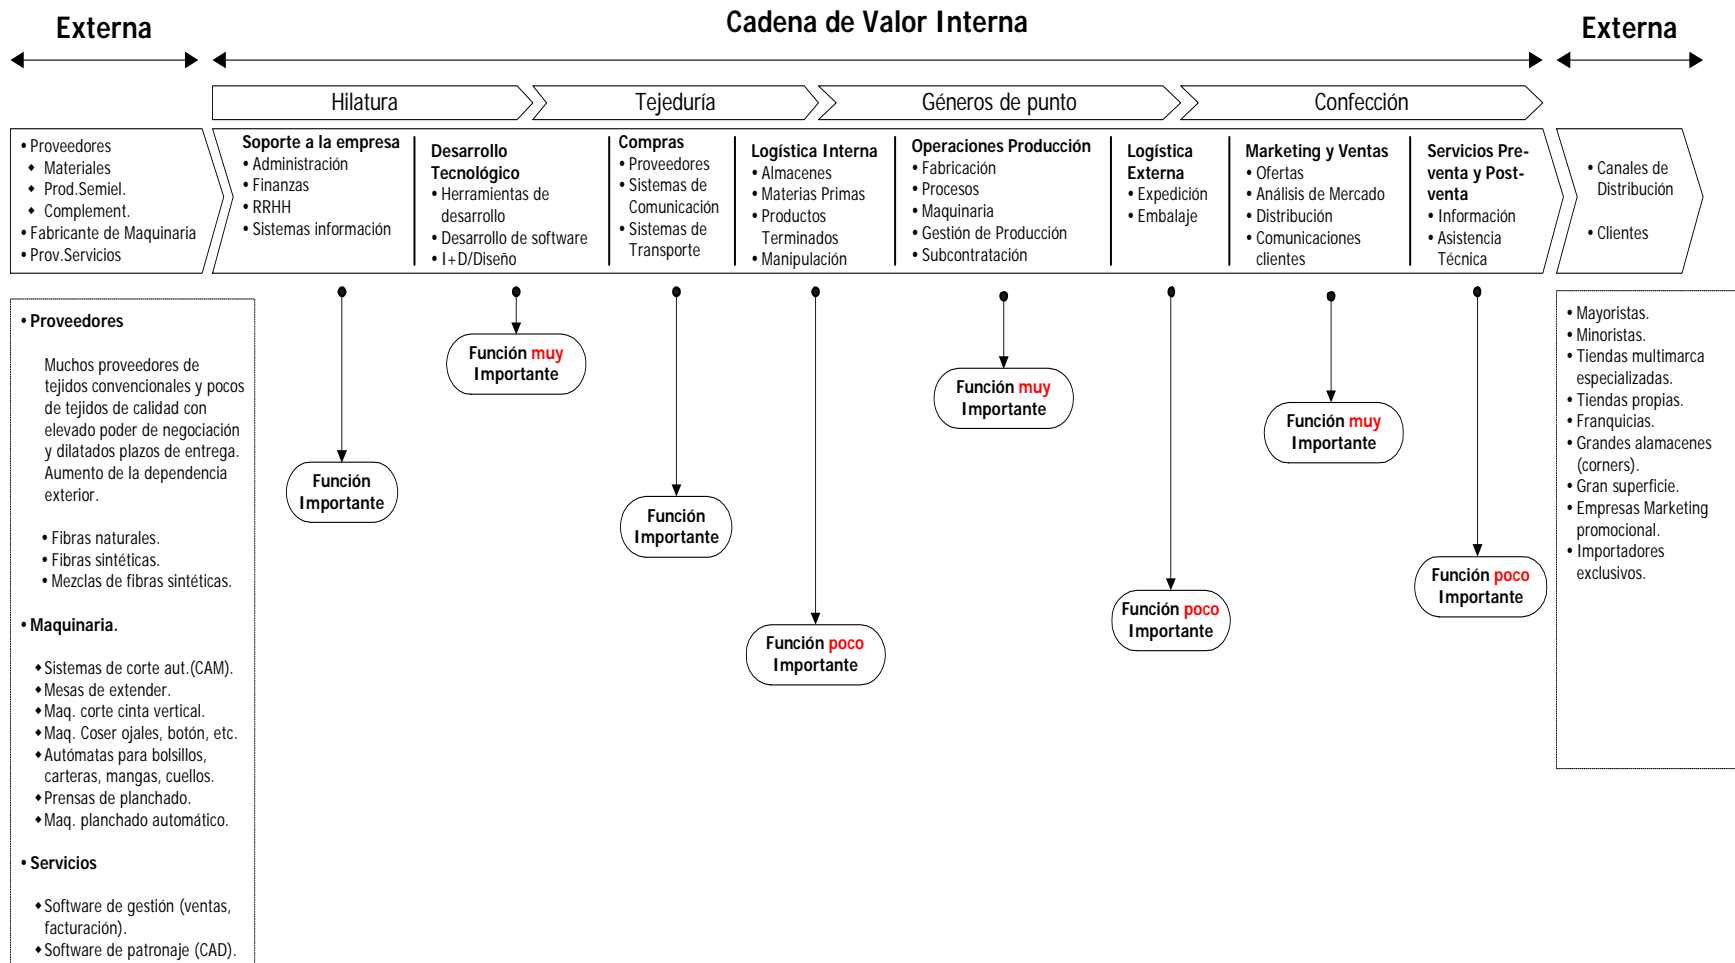 Externa
Cadena de Valor Interna
Externa
Hilatura
Tejeduría
Géneros de punto
Confección
• Proveedores
◆ Materiales
◆ Prod.Semiel.
◆ Complement.
• Fabricante de Maquinaria
• Prov.Servicios
Soporte a la empresa
• Administración
• Finanzas
• RRHH
• Sistemas información
Desarrollo
Tecnológico
• Herramientas de
desarrollo
• Desarrollo de software
• I+D/Diseño
Compras
• Proveedores
• Sistemas de
Comunicación
• Sistemas de
Transporte
Logística Interna
• Almacenes
• Materias Primas
• Productos
Terminados
• Manipulación
Operaciones Producción
• Fabricación
• Procesos
• Maquinaria
• Gestión de Producción
• Subcontratación
Logística
Externa
• Expedición
• Embalaje
Marketing y Ventas
• Ofertas
• Análisis de Mercado
• Distribución
• Comunicaciones
clientes
Servicios Pre-
venta y Post-
venta
• Información
• Asistencia
Técnica
• Canales de
Distribución
• Clientes
• Proveedores
Muchos proveedores de
tejidos convencionales y pocos
de tejidos de calidad con
elevado poder de negociación
y dilatados plazos de entrega.
Aumento de la dependencia
exterior.
• Fibras naturales.
• Fibras sintéticas.
• Mezclas de fibras sintéticas.
• Maquinaria.
◆ Sistemas de corte aut.(CAM).
◆ Mesas de extender.
◆ Maq. corte cinta vertical.
◆ Maq. Coser ojales, botón, etc.
◆ Autómatas para bolsillos,
carteras, mangas, cuellos.
◆ Prensas de planchado.
◆ Maq. planchado automático.
• Servicios
◆ Software de gestión (ventas,
facturación).
◆ Software de patronaje (CAD).
Función
Importante
Función muy
Importante
Función
Importante
Función poco
Importante
Función muy
Importante
Función poco
Importante
Función muy
Importante
Función poco
Importante
• Mayoristas.
• Minoristas.
• Tiendas multimarca
especializadas.
• Tiendas propias.
• Franquicias.
• Grandes alamacenes
(corners).
• Gran superficie.
• Empresas Marketing
promocional.
• Importadores
exclusivos.